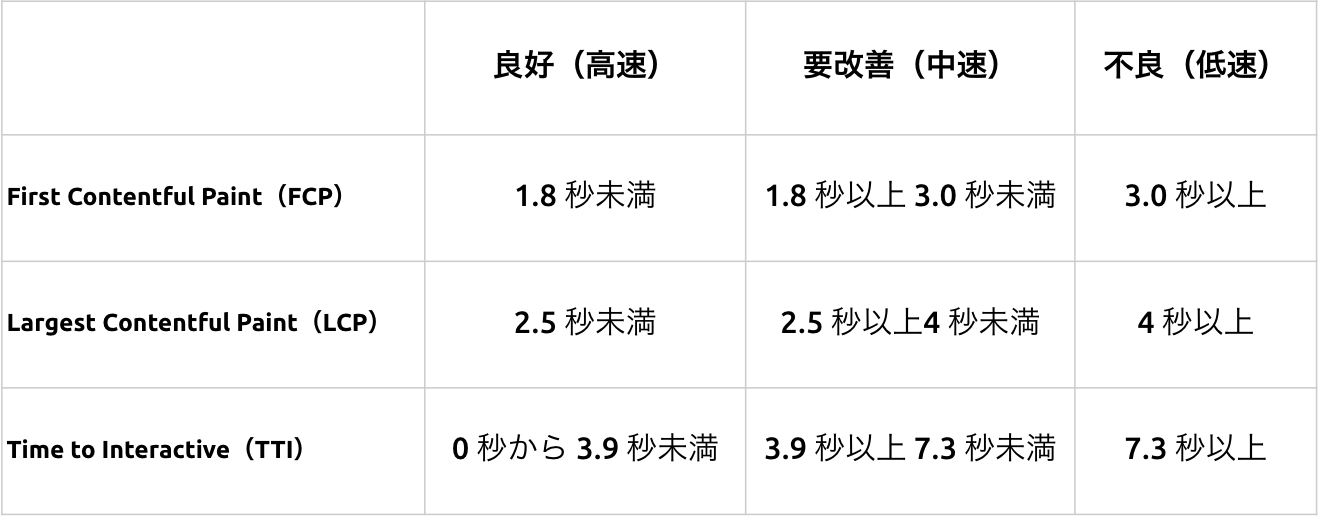 良好（高速） 要改善（中速） 不良（低速）
First Contentful Paint（FCP） 1.8 秒未満 1.8 秒以上 3.0 秒未満 3.0 秒以上
Largest Contentful Paint（LCP） 2.5 秒未満 2.5 秒以上4 秒未満 4 秒以上
Time to Interactive（TTI） 0 秒から 3.9 秒未満 3.9 秒以上 7.3 秒未満 7.3 秒以上